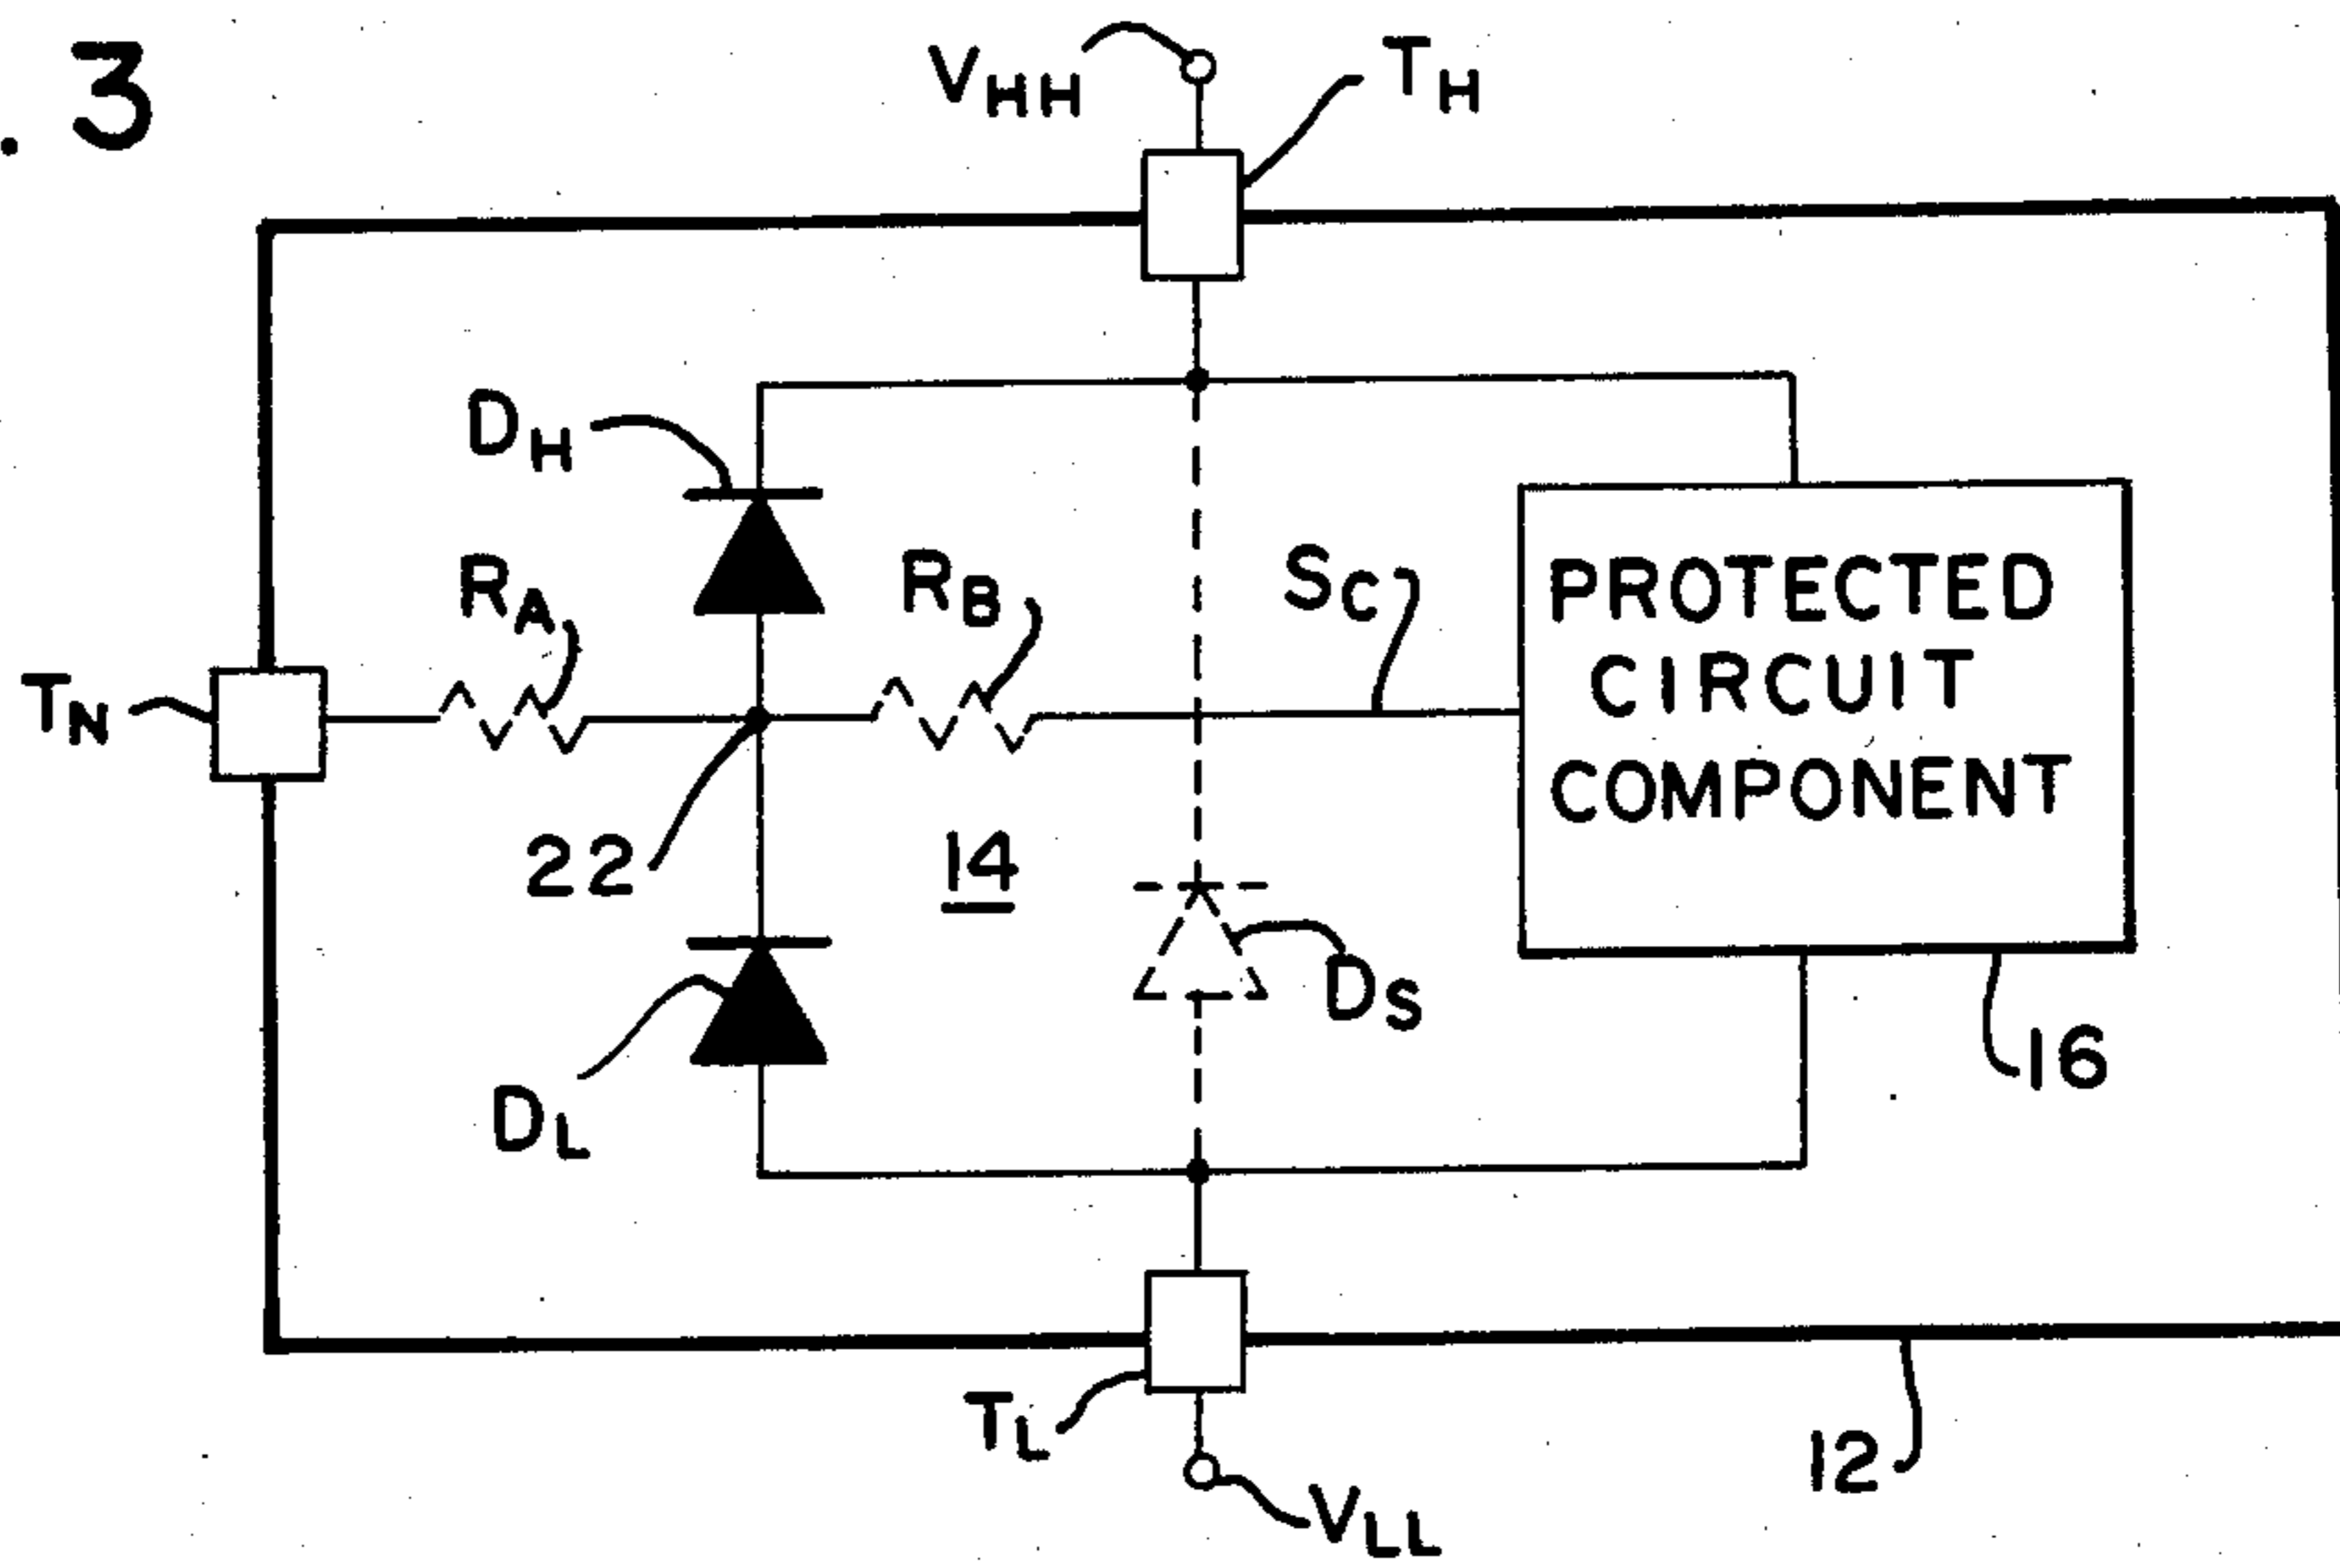 . 3
VHH
TH
DH
RA
RB
SC
PROTECTED
CIRCUIT
COMPONENT
TN
22
14
DS
DL
16
TL
12
VLL